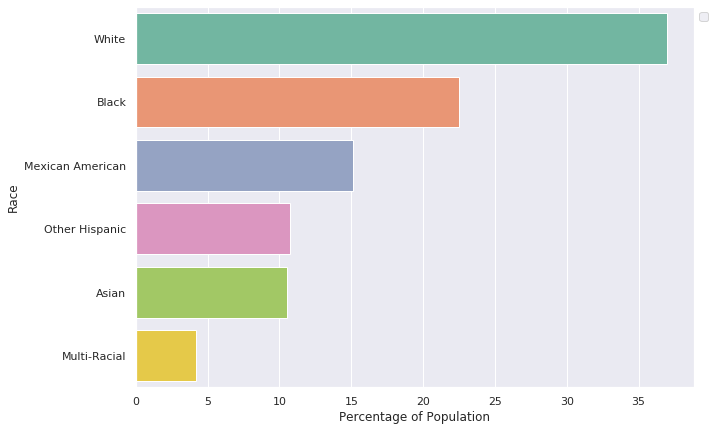 White
Black
Mexican American
Other Hispanic
Asian
Multi-Racial
Race
0 5 10 15 20 25 30 35
Percentage of Population